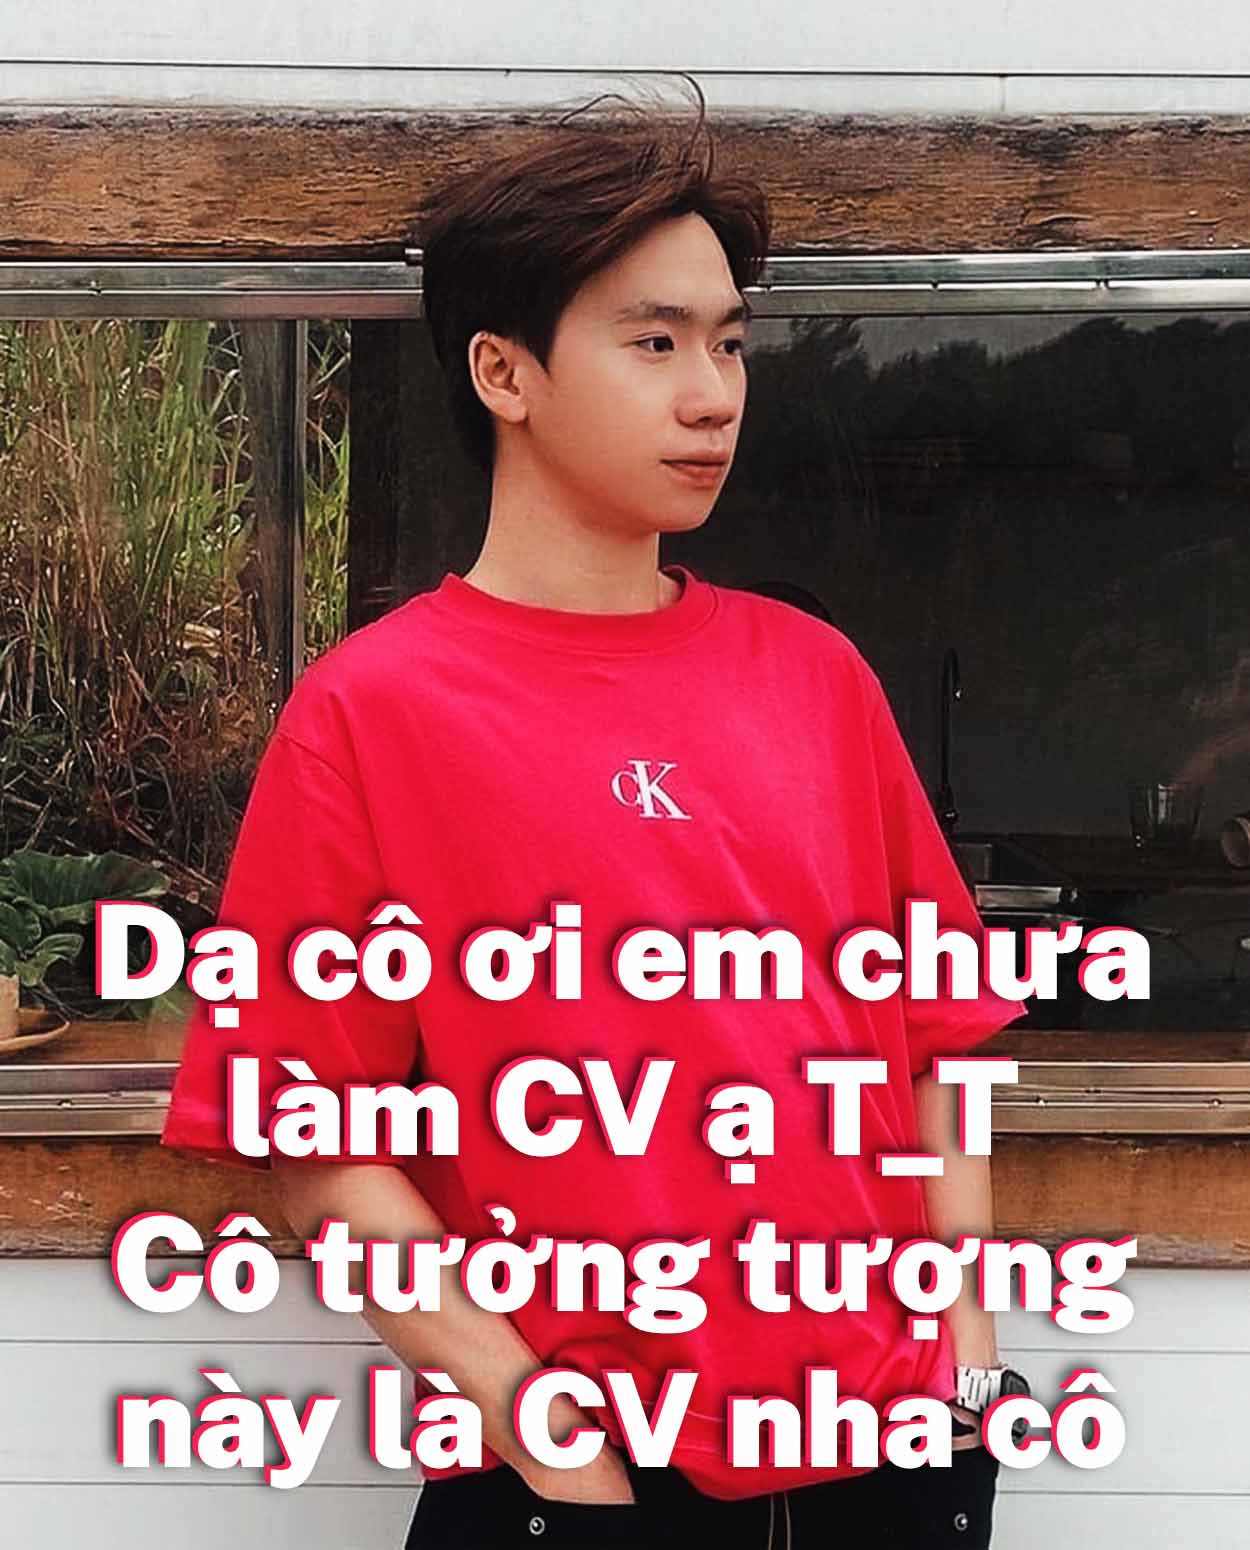 CK
Dạ cô ơi em chưa
làm CV ạ T_T
Cô tưởng tượng
này là CV nha cô